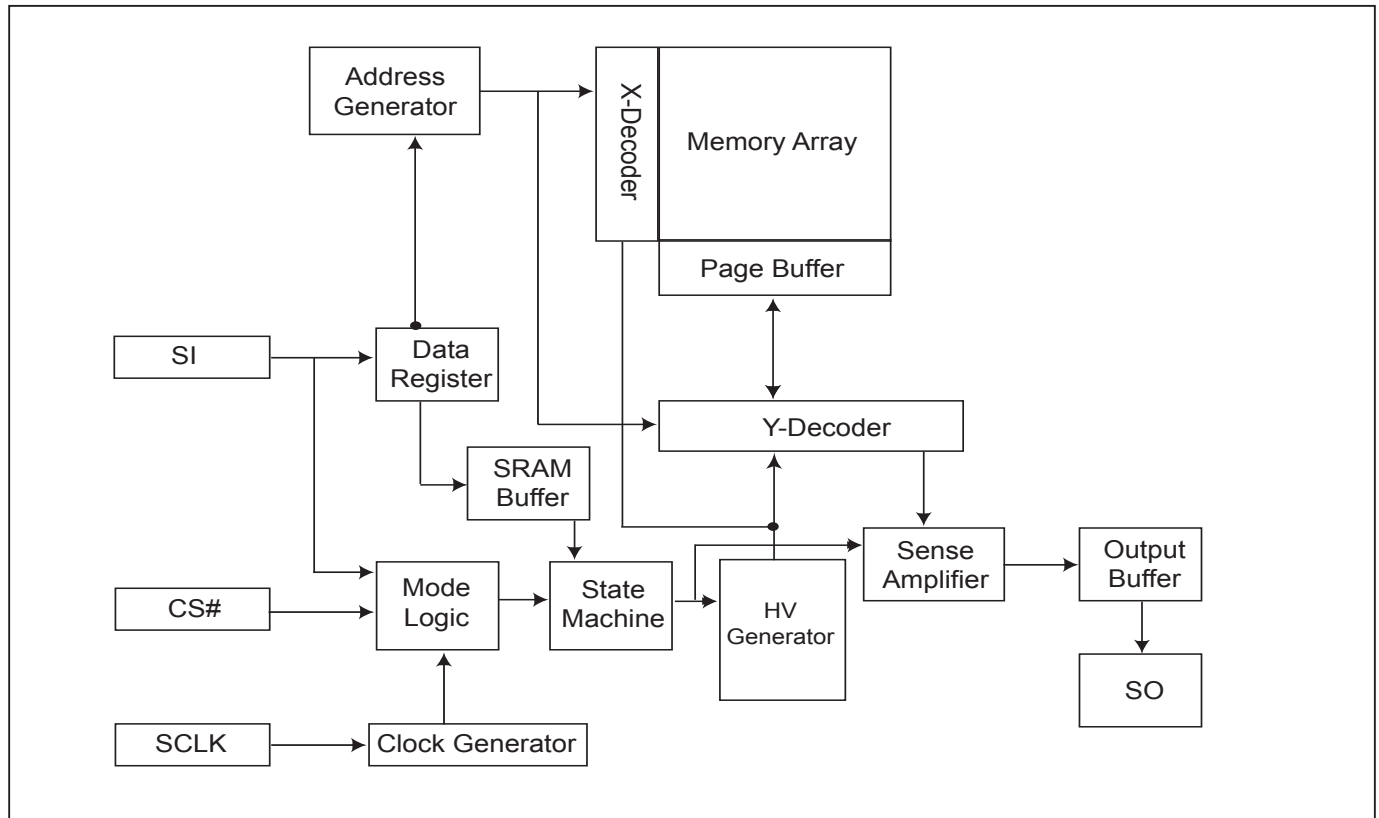 Address
Generator
X-Decoder
Memory Array
Page Buffer
SI
Data
Register
Y-Decoder
SRAM
Buffer
Sense
Amplifier
Output
Buffer
CS#
Mode
Logic
State
Machine
HV
Generator
SO
SCLK
Clock Generator